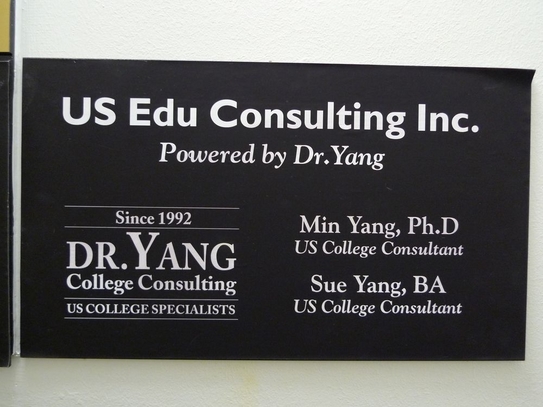 US Edu Consulting Inc.
Powered by Dr.Yang
Since 1992
DR.YANG
College Consulting
US COLLEGE SPECIALISTS
Min Yang, Ph.D
US College Consultant
Sue Yang, BA
US College Consultant